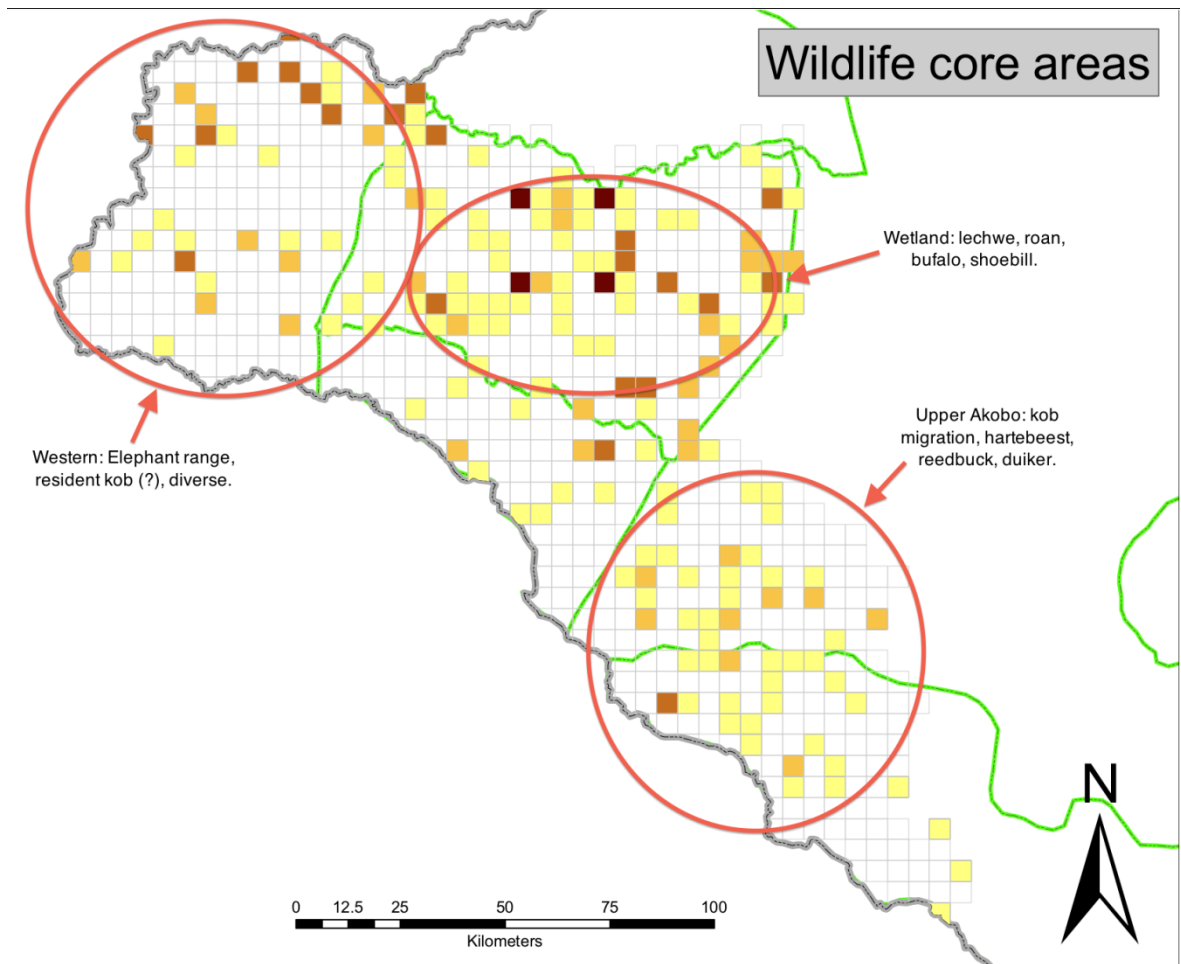 Wildlife core areas
Wetland: lechwe, roan,
bufalo, shoebill.
Upper Akobo: kob
migration, hartebeest,
reedbuck, duiker.
Western: Elephant range,
resident kob (?), diverse.
N
0 12.5 25 50 75 100
Kilometers